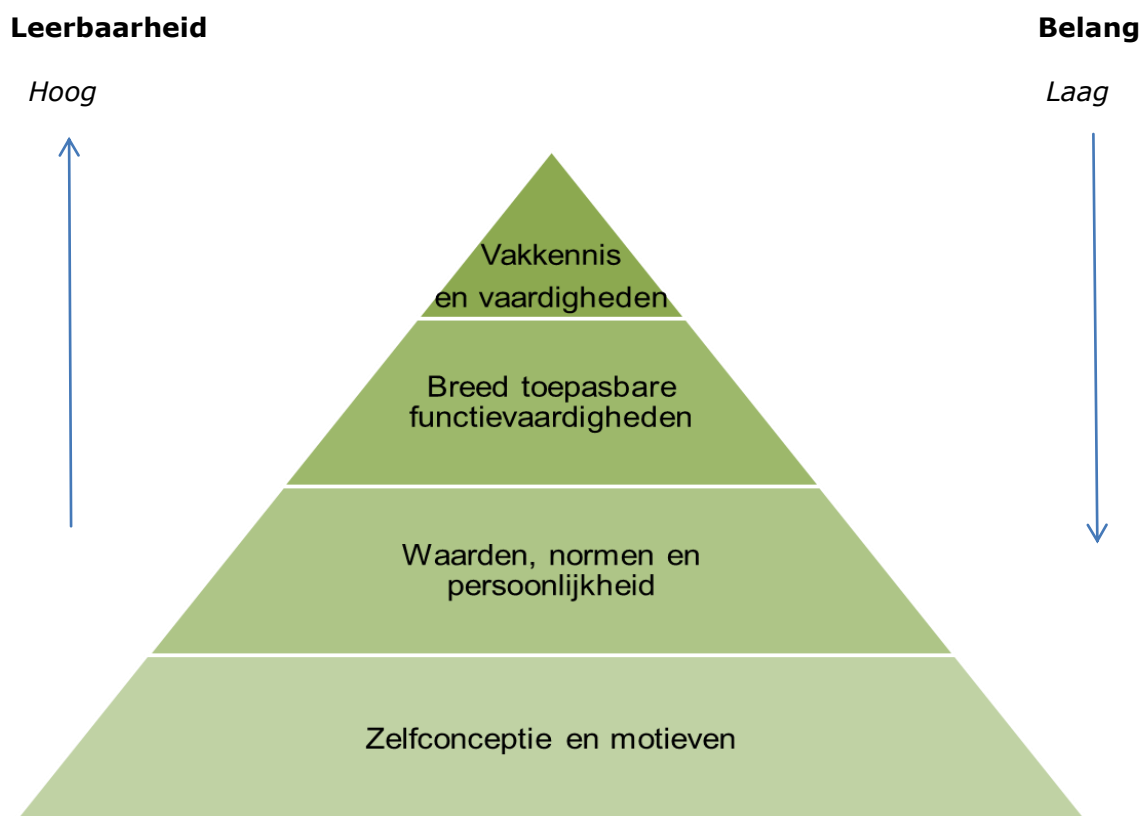 Leerbaarheid
Belang
Hoog
Laag
Vakkennis
en vaardigheden
Breed toepasbare
functievaardigheden
Waarden, normen en
persoonlijkheid
Zelfconceptie en motieven